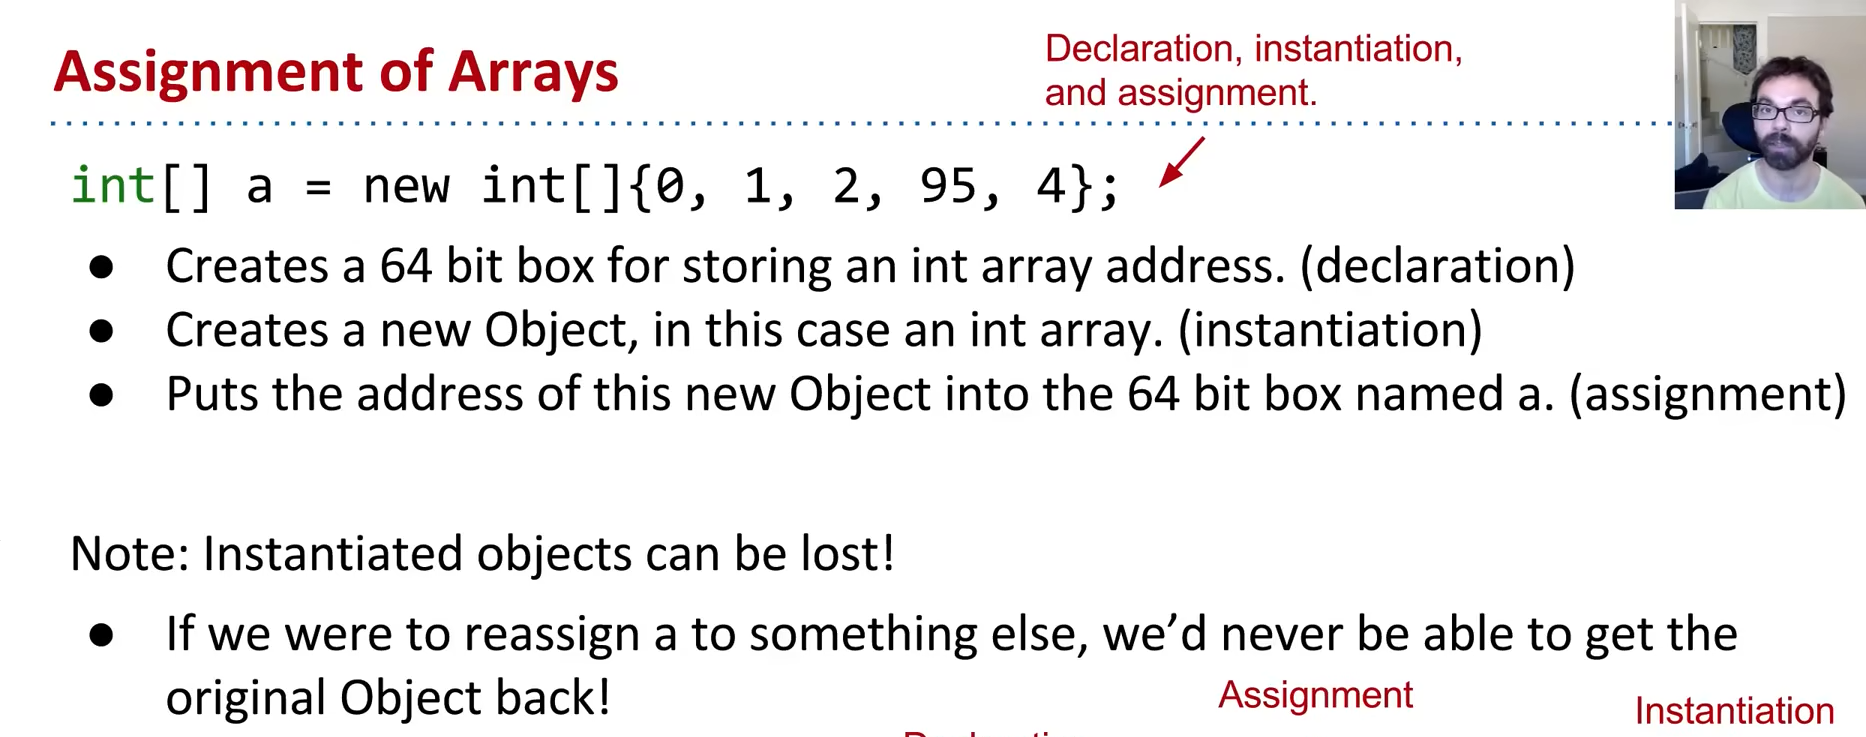 Assignment of Arrays
Declaration, instantiation,
and assignment.
int[] a = new int[]{0, 1, 2, 95, 4};
● Creates a 64 bit box for storing an int array address. (declaration)
● Creates a new Object, in this case an int array. (instantiation)
● Puts the address of this new Object into the 64 bit box named a. (assignment)
Note: Instantiated objects can be lost!
● If we were to reassign a to something else, we’d never be able to get the
original Object back!
Assignment
Instantiation